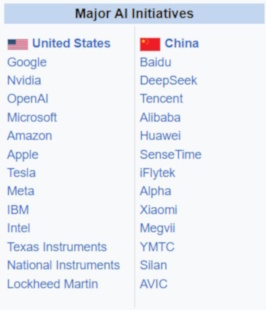 Major AI Initiatives
United States China
Google Baidu
Nvidia DeepSeek
OpenAI Tencent
Microsoft Alibaba
Amazon Huawei
Apple SenseTime
Tesla iFlytek
Meta Alpha
IBM Xiaomi
Intel Megvii
Texas Instruments YMTC
National Instruments Silan
Lockheed Martin AVIC